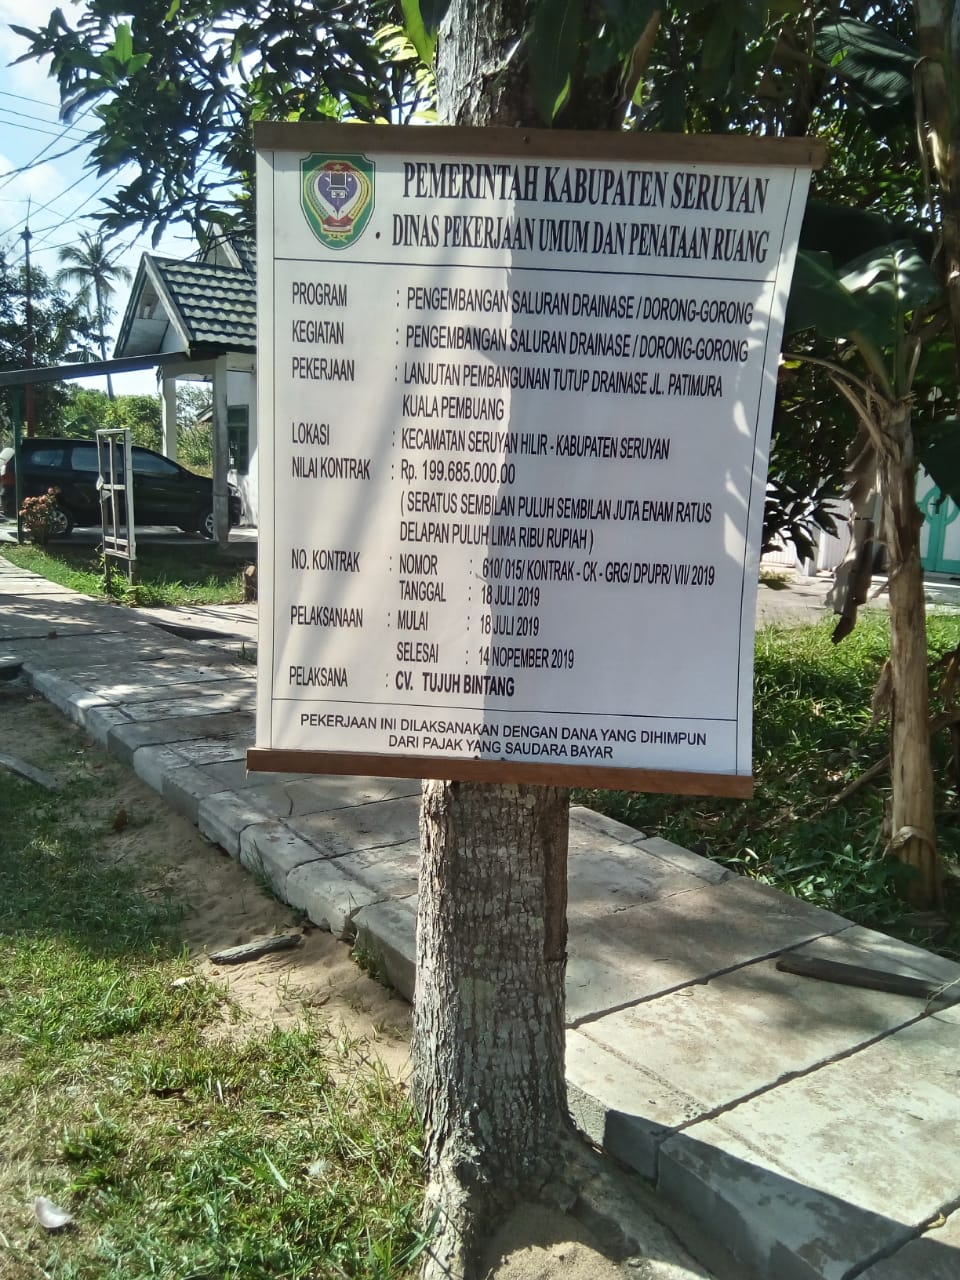 PEMERINTAH KABUPATEN SERUYAN
DINAS PEKERJAAN UMUM DAN PENATAAN RUANG
PROGRAM : PENGEMBANGAN SALURAN DRAINASE / DORONG-GORONG
KEGIATAN : PENGEMBANGAN SALURAN DRAINASE / DORONG-GORONG
PEKERJAAN : LANJUTAN PEMBANGUNAN TUTUP DRAINASE JL. PATIMURA
KUALA PEMBUANG
LOKASI : KECAMATAN SERUYAN HILIR - KABUPATEN SERUYAN
NILAI KONTRAK : Rp. 199.685.000.00
( SERATUS SEMBILAN PULUH SEMBILAN JUTA ENAM RATUS
DELAPAN PULUH LIMA RIBU RUPIAH )
NO. KONTRAK : NOMOR : 610/ 015/ KONTRAK - CK - GRG/ DPUPR/ VII/ 2019
TANGGAL : 18 JULI 2019
PELAKSANAAN : MULAI : 18 JULI 2019
SELESAI : 14 NOPEMBER 2019
PELAKSANA : CV. TUJUH BINTANG
PEKERJAAN INI DILAKSANAKAN DENGAN DANA YANG DIHIMPUN
DARI PAJAK YANG SAUDARA BAYAR